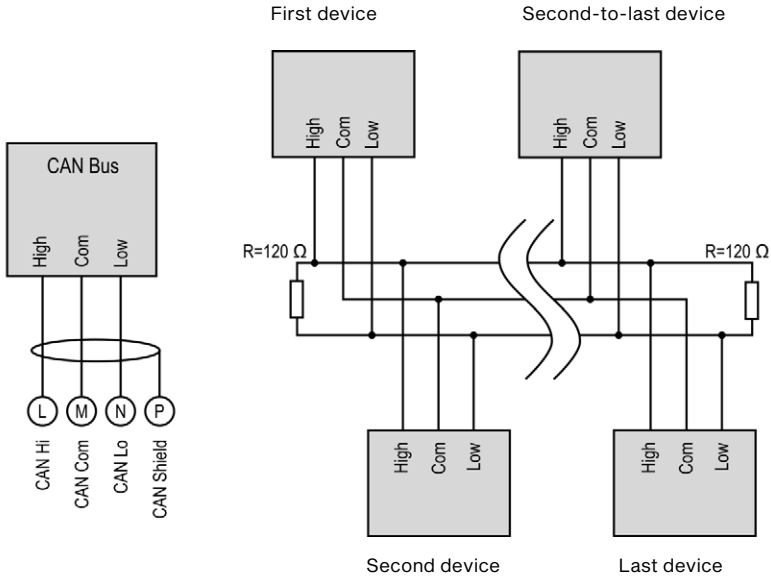 First device
Second-to-last device
High
Com
Low
High
Com
Low
CAN Bus
High
Com
Low
R=120 Ω
R=120 Ω
L
M
N
P
CAN Hi
CAN Com
CAN Lo
CAN Shield
High
Com
Low
High
Com
Low
Second device
Last device